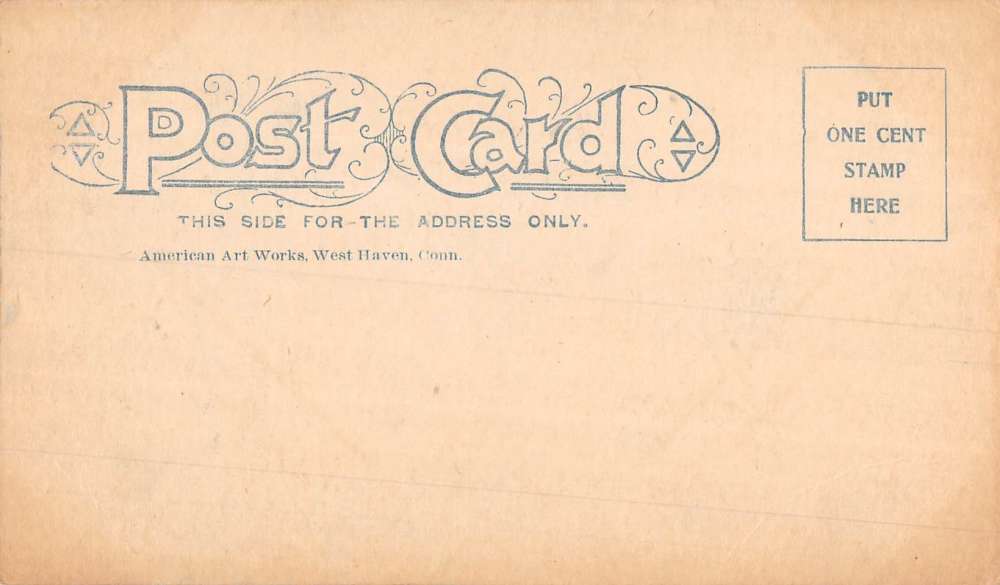 Post Card
THIS SIDE FOR THE ADDRESS ONLY.
American Art Works, West Haven, Conn.
PUT
ONE CENT
STAMP
HERE